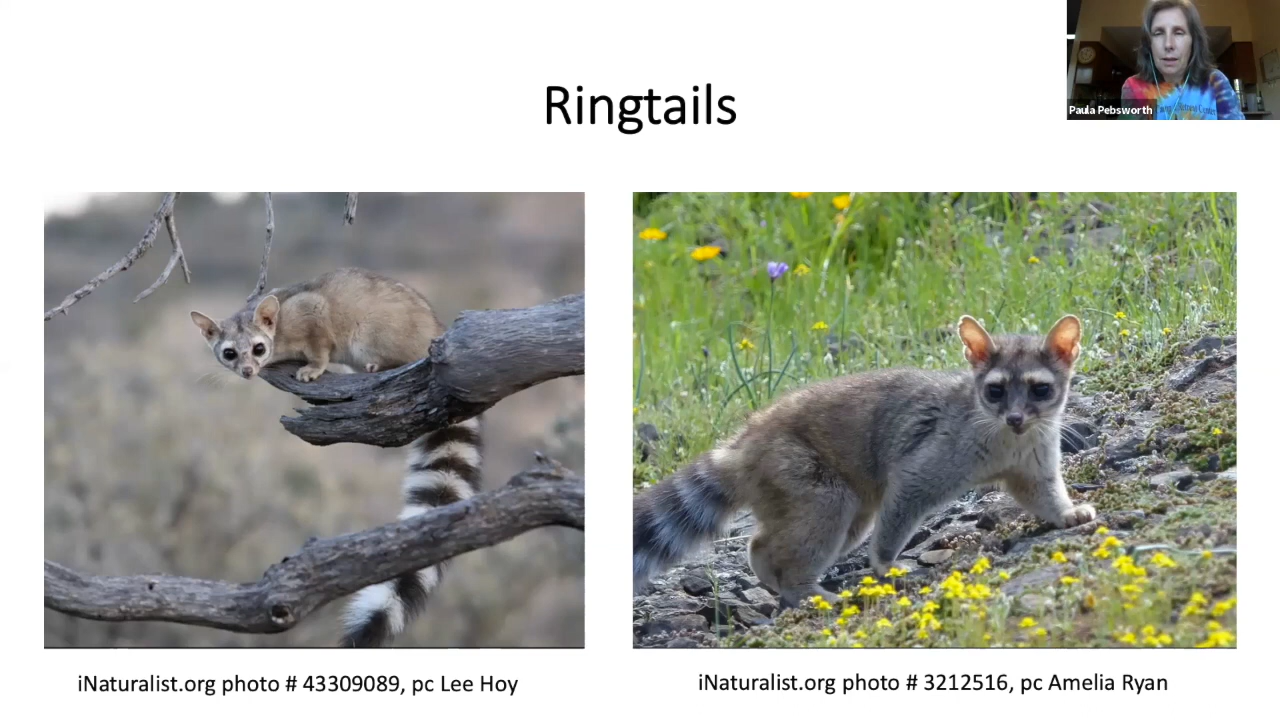 Ringtails
Paula Pebsworth
iNaturalist.org photo # 43309089, pc Lee Hoy
iNaturalist.org photo # 3212516, pc Amelia Ryan